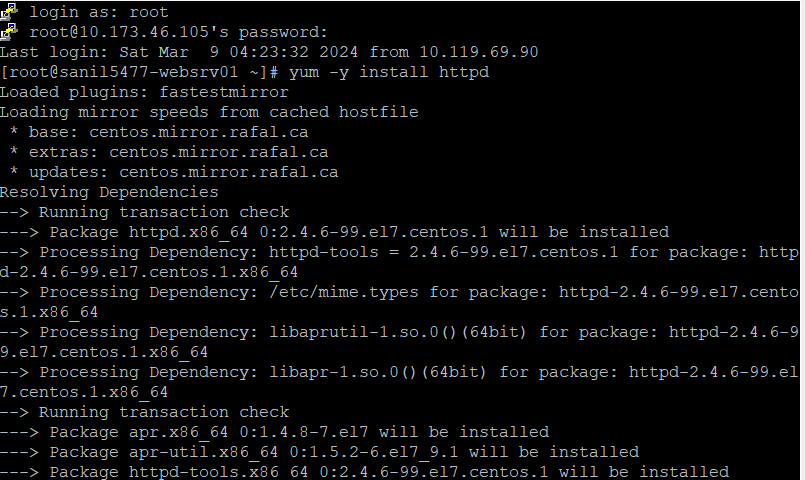 login as: root
root@10.173.46.105's password:
Last login: Sat Mar  9 04:23:32 2024 from 10.119.69.90
[root@sanil5477-websrv01 ~]# yum -y install httpd
Loaded plugins: fastestmirror
Loading mirror speeds from cached hostfile
 * base: centos.mirror.rafal.ca
 * extras: centos.mirror.rafal.ca
 * updates: centos.mirror.rafal.ca
Resolving Dependencies
--> Running transaction check
---> Package httpd.x86_64 0:2.4.6-99.el7.centos.1 will be installed
--> Processing Dependency: httpd-tools = 2.4.6-99.el7.centos.1 for package: http
d-2.4.6-99.el7.centos.1.x86_64
--> Processing Dependency: /etc/mime.types for package: httpd-2.4.6-99.el7.cento
s.1.x86_64
--> Processing Dependency: libaprutil-1.so.0()(64bit) for package: httpd-2.4.6-9
9.el7.centos.1.x86_64
--> Processing Dependency: libapr-1.so.0()(64bit) for package: httpd-2.4.6-99.el
7.centos.1.x86_64
--> Running transaction check
---> Package apr.x86_64 0:1.4.8-7.el7 will be installed
---> Package apr-util.x86_64 0:1.5.2-6.el7_9.1 will be installed
---> Package httpd-tools.x86_64 0:2.4.6-99.el7.centos.1 will be installed